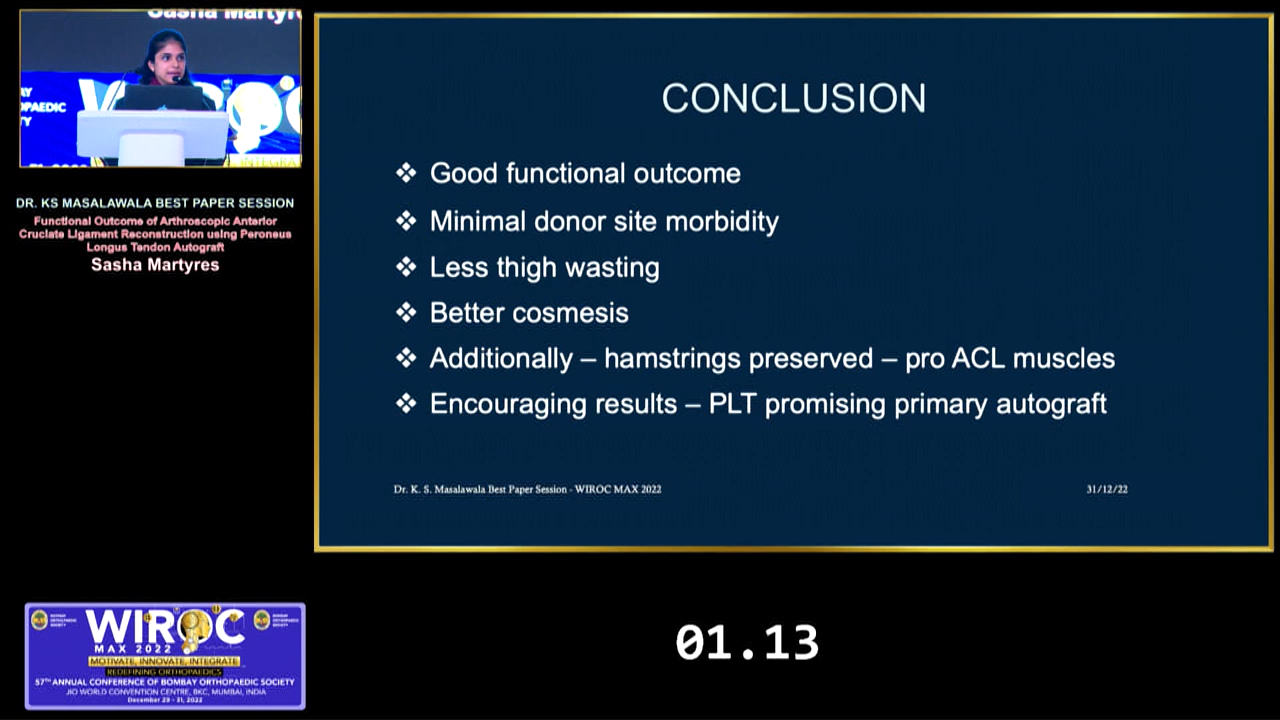 Sasha Martyres
DR. KS MASALAWALA BEST PAPER SESSION
Functional Outcome of Arthroscopic Anterior
Cruciate Ligament Reconstruction using Peroneus
Longus Tendon Autograft
Sasha Martyres
CONCLUSION
❖ Good functional outcome
❖ Minimal donor site morbidity
❖ Less thigh wasting
❖ Better cosmesis
❖ Additionally – hamstrings preserved – pro ACL muscles
❖ Encouraging results – PLT promising primary autograft
Dr. K. S. Masalawala Best Paper Session - WIROC MAX 2022
31/12/22
01.13
WIROC
MAX 2022
MOTIVATE, INNOVATE, INTEGRATE
REDEFINING ORTHOPAEDICS
57TH ANNUAL CONFERENCE OF BOMBAY ORTHOPAEDIC SOCIETY
JIO WORLD CONVENTION CENTRE, BKC, MUMBAI, INDIA
December 29 - 31, 2022